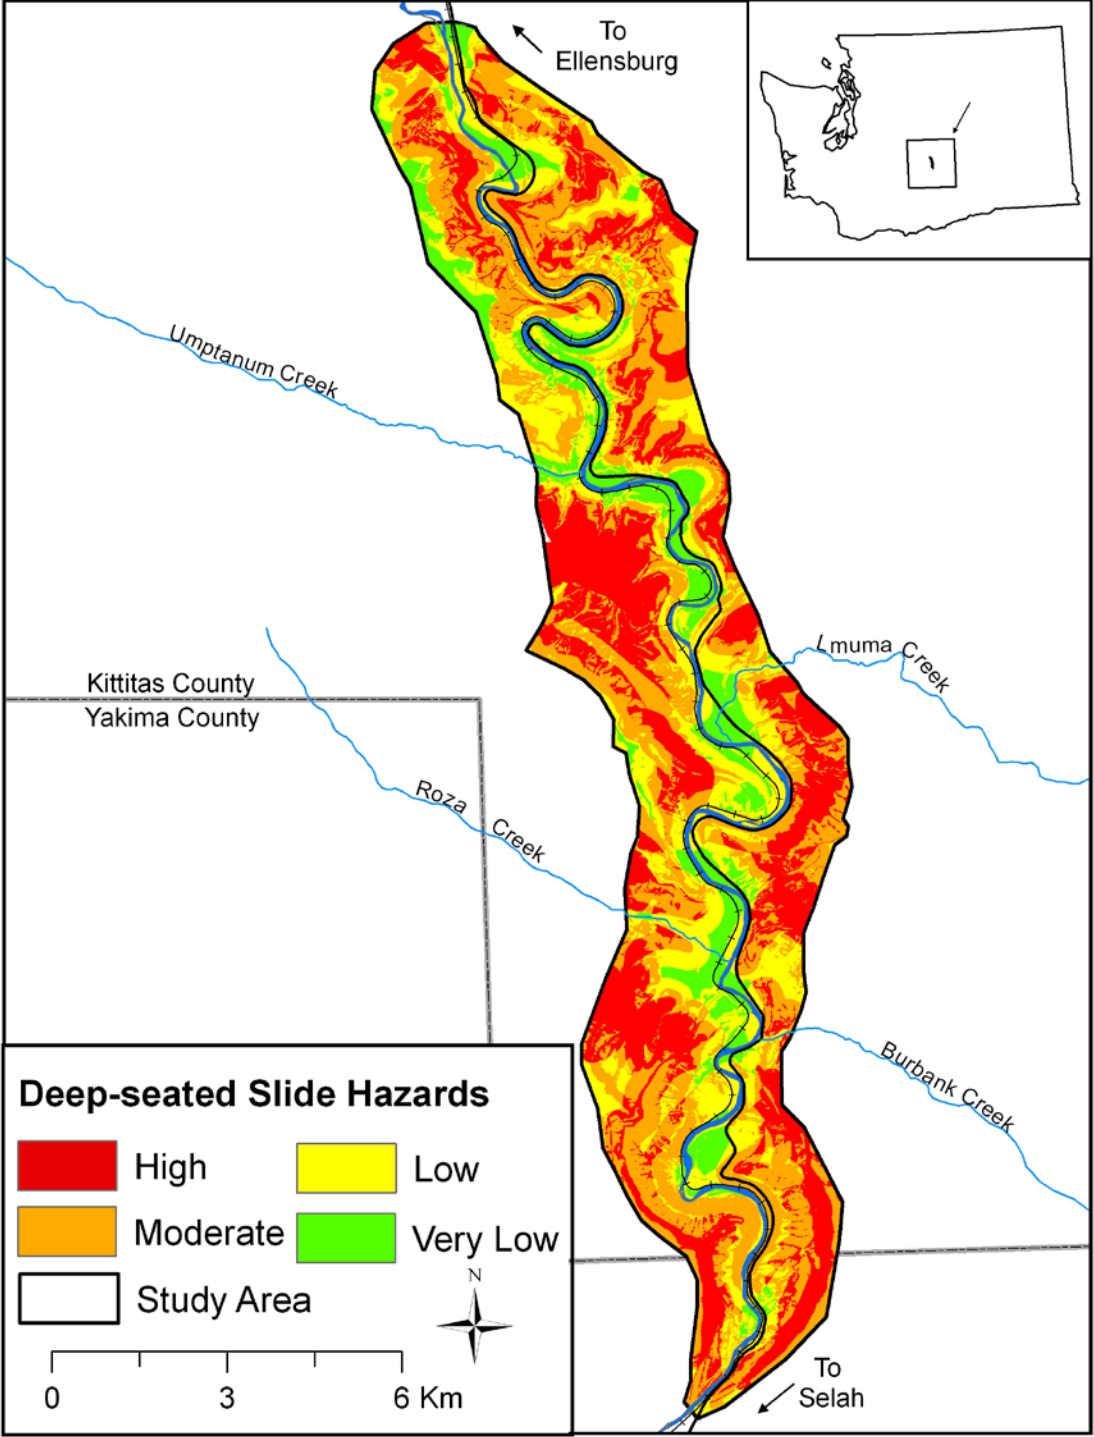 To
Ellensburg
Umptanum Creek
Lmuma Creek
Kittitas County
Yakima County
Roza Creek
Burbank Creek
Deep-seated Slide Hazards
High
Low
Moderate
Very Low
Study Area
N
0 3 6 Km
To
Selah